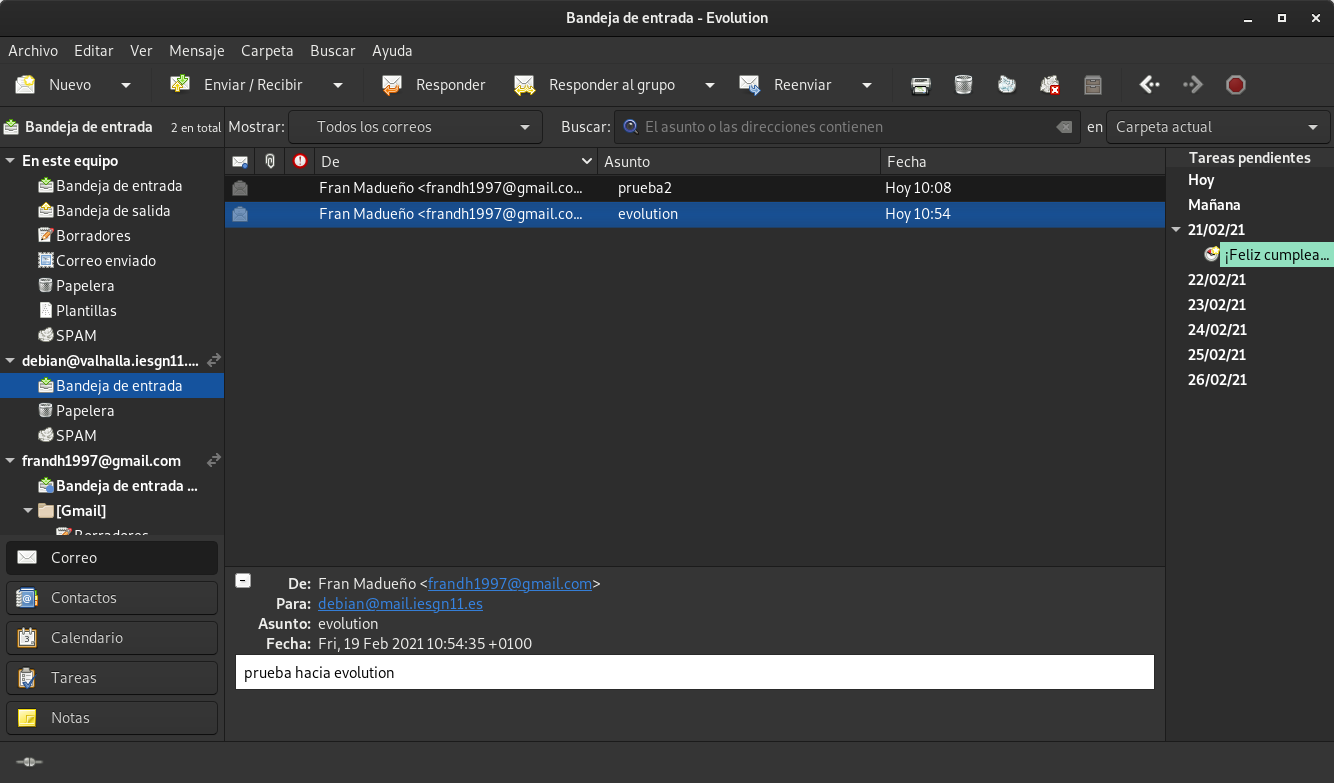 Bandeja de entrada - Evolution
Archivo Editar Ver Mensaje Carpeta Buscar Ayuda
Nuevo Enviar / Recibir Responder Responder al grupo Reenviar
Bandeja de entrada 2 en total Mostrar: Todos los correos Buscar: El asunto o las direcciones contienen en Carpeta actual
En este equipo
Bandeja de entrada
Bandeja de salida
Borradores
Correo enviado
Papelera
Plantillas
SPAM
debian@valhalla.iesgn11....
Bandeja de entrada
Papelera
SPAM
frandh1997@gmail.com
Bandeja de entrada ...
[Gmail]
Borradores
Correo
Contactos
Calendario
Tareas
Notas
De Asunto Fecha
Fran Madueño <frandh1997@gmail.co... prueba2 Hoy 10:08
Fran Madueño <frandh1997@gmail.co... evolution Hoy 10:54
De: Fran Madueño <frandh1997@gmail.com>
Para: debian@mail.iesgn11.es
Asunto: evolution
Fecha: Fri, 19 Feb 2021 10:54:35 +0100
prueba hacia evolution
Tareas pendientes
Hoy
Mañana
21/02/21
¡Feliz cumplea...
22/02/21
23/02/21
24/02/21
25/02/21
26/02/21